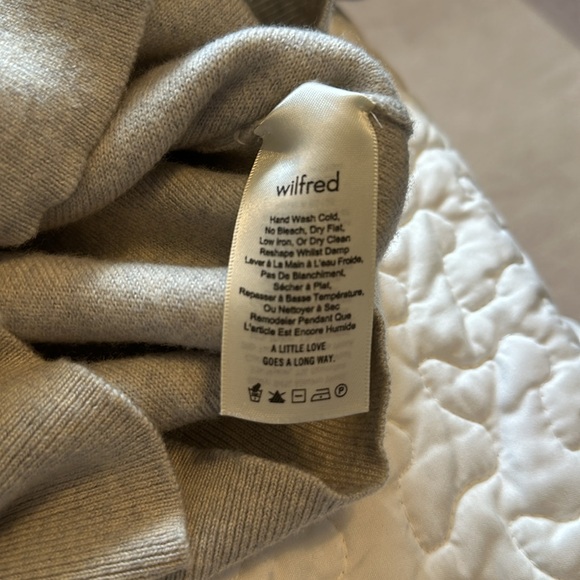 wilfred
Hand Wash Cold,
No Bleach, Dry Flat,
Low Iron, Or Dry Clean
Reshape Whilst Damp
Laver à La Main à L'eau Froide,
Pas De Blanchiment,
Sécher à Plat,
Repasser à Basse Température,
Ou Nettoyer à Sec
Remodeler Pendant Que
L'article Est Encore Humide
A LITTLE LOVE
GOES A LONG WAY.
P